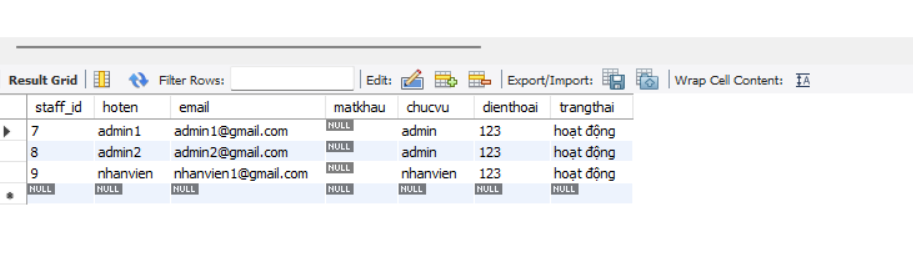 Result Grid Filter Rows: Edit: Export/Import: Wrap Cell Content: IA
staff_id hoten email matkhau chucvu dienthoai trangthai
7 admin1 admin1@gmail.com NULL admin 123 hoạt động
8 admin2 admin2@gmail.com NULL admin 123 hoạt động
9 nhanvien nhanvien1@gmail.com NULL nhanvien 123 hoạt động
NULL NULL NULL NULL NULL NULL NULL